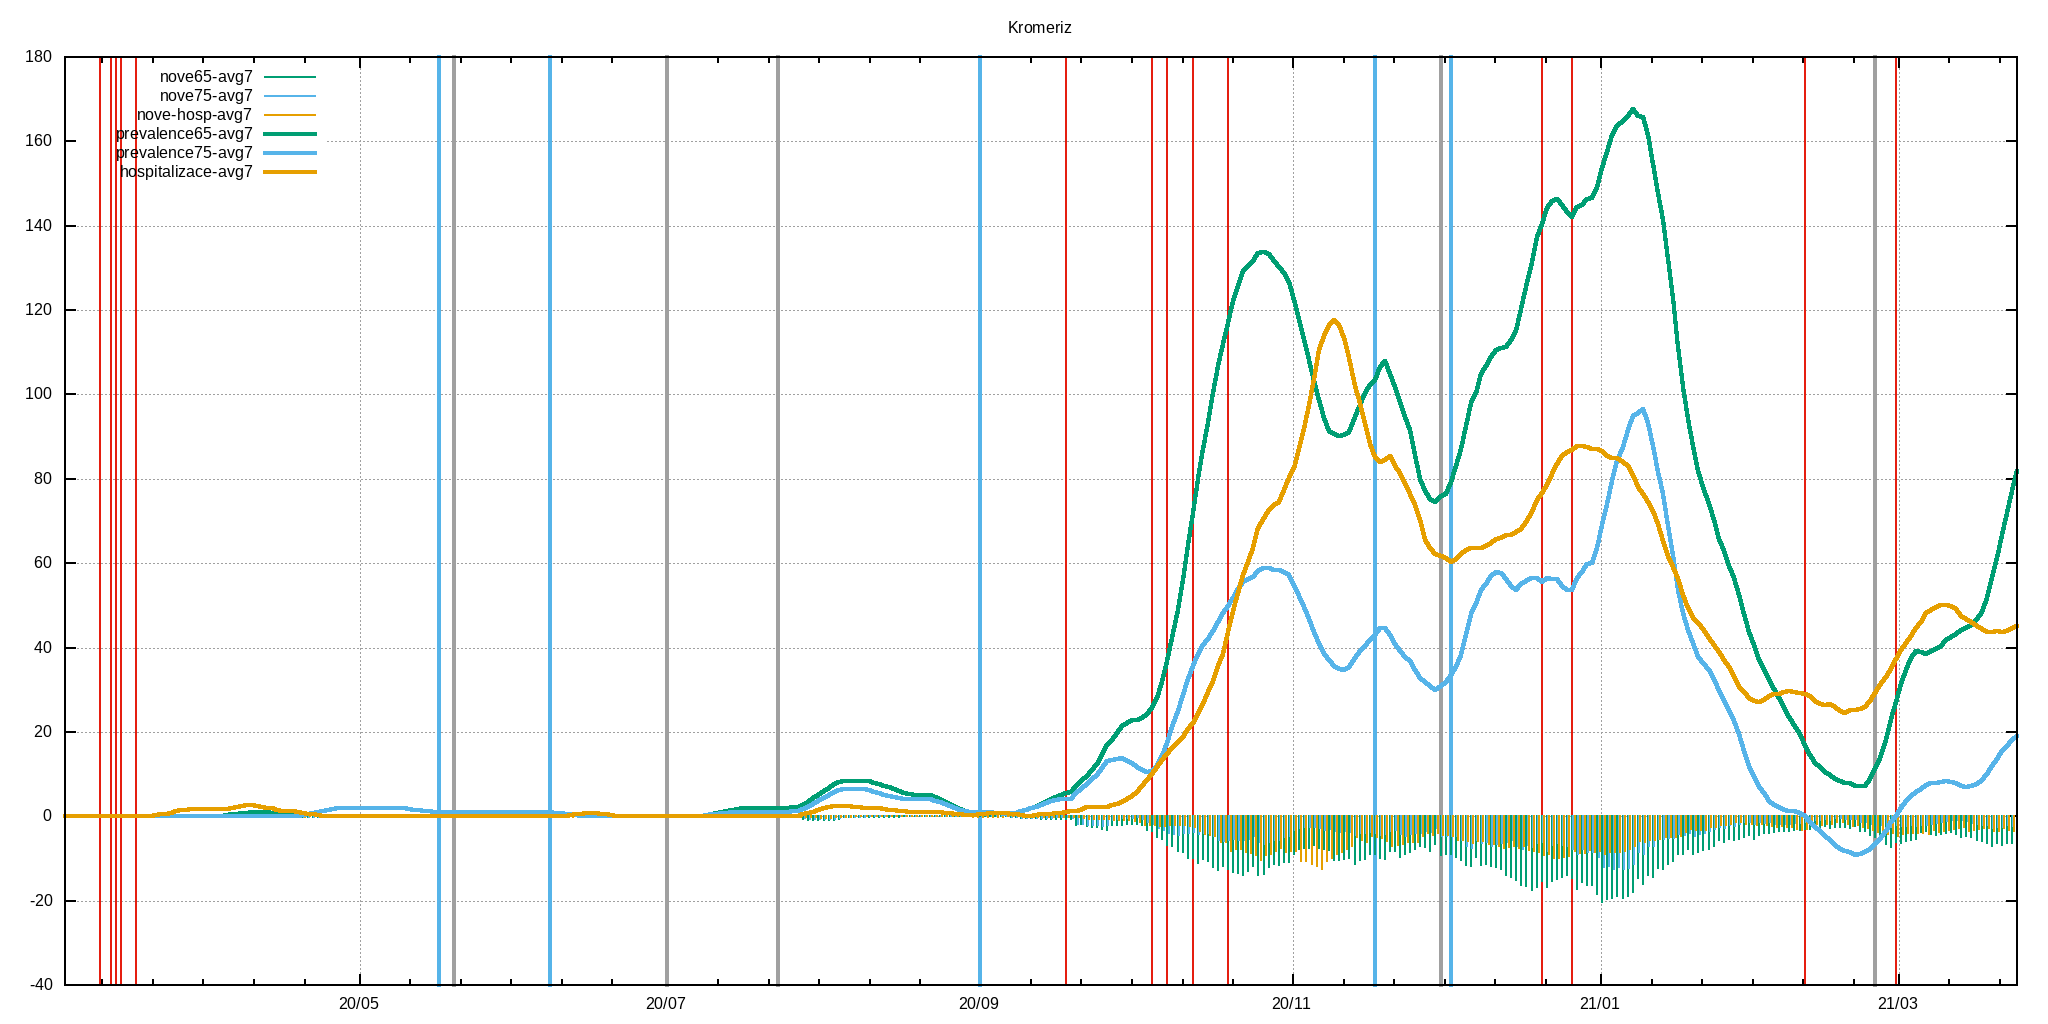 Kromeriz
180
160
140
120
100
80
60
40
20
0
-20
-40
nove65-avg7
nove75-avg7
nove-hosp-avg7
prevalence65-avg7
prevalence75-avg7
hospitalizace-avg7
20/05
20/07
20/09
20/11
21/01
21/03